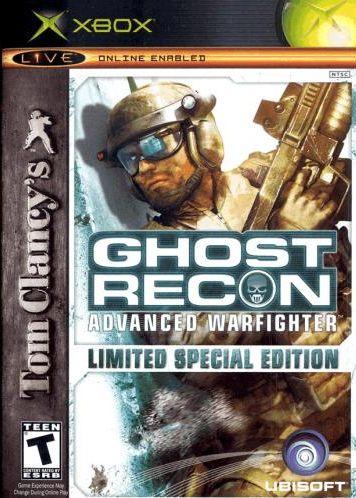 XBOX
LIVE ONLINE ENABLED
NTSC
Tom Clancy's
GHOST
RECON
ADVANCED WARFIGHTER™
LIMITED SPECIAL EDITION
TEEN
T
CONTENT RATED BY
ESRB
Game Experience May
Change During Online Play
UBISOFT